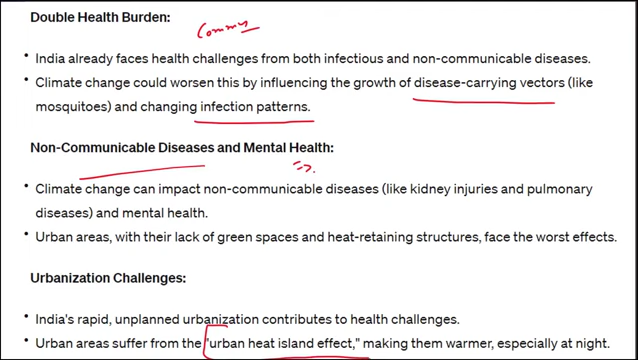 Double Health Burden:
• India already faces health challenges from both infectious and non-communicable diseases.
• Climate change could worsen this by influencing the growth of disease-carrying vectors (like
mosquitoes) and changing infection patterns.
Non-Communicable Diseases and Mental Health:
• Climate change can impact non-communicable diseases (like kidney injuries and pulmonary
diseases) and mental health.
• Urban areas, with their lack of green spaces and heat-retaining structures, face the worst effects.
Urbanization Challenges:
• India's rapid, unplanned urbanization contributes to health challenges.
• Urban areas suffer from the "urban heat island effect," making them warmer, especially at night.